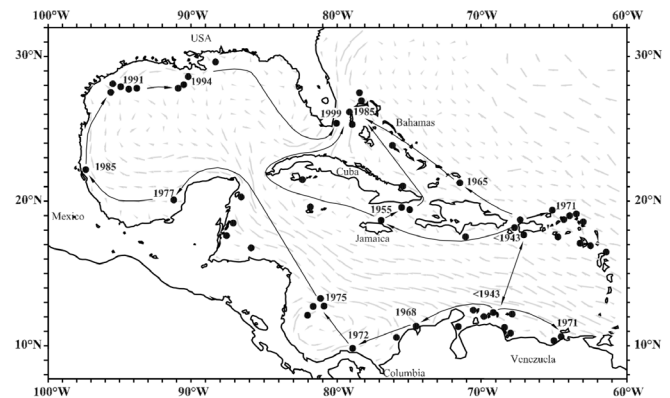 100°W 90°W 80°W 70°W 60°W
USA
30°N 30°N
1991 1994
1999 1985
Bahamas
1985
Cuba
1965
1977
20°N 20°N
1955 1971
Mexico
Jamaica <1943
1975 <1943
1968
1972 1971
10°N 10°N
Venezuela
Columbía
100°W 90°W 80°W 70°W 60°W